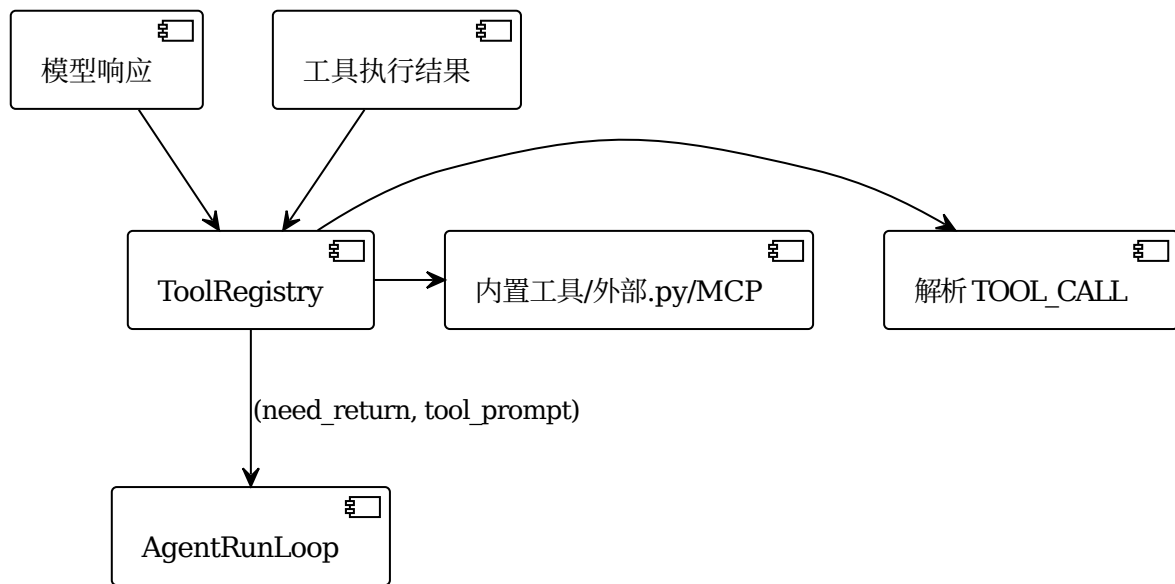 模型响应
工具执行结果
ToolRegistry
内置工具/外部.py/MCP
解析 TOOL_CALL
(need_return, tool_prompt)
AgentRunLoop